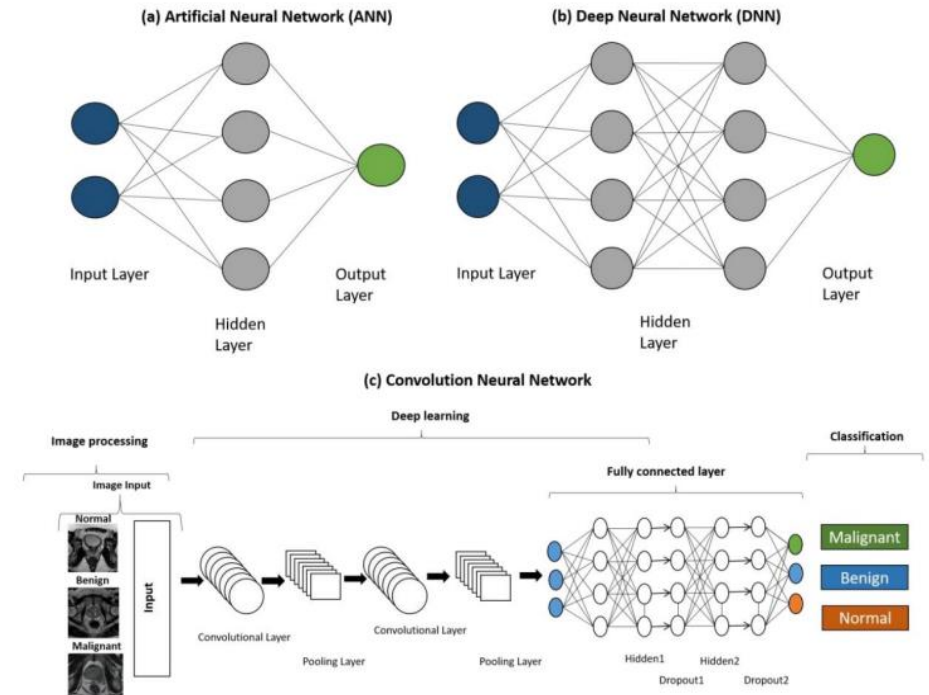 (a) Artificial Neural Network (ANN)
(b) Deep Neural Network (DNN)
Input Layer
Hidden
Layer
Output
Layer
Input Layer
Hidden
Layer
Output
Layer
(c) Convolution Neural Network
Deep learning
Image processing
Classification
Fully connected layer
Image Input
Normal
Benign
Malignant
Input
Convolutional Layer
Pooling Layer
Convolutional Layer
Pooling Layer
Hidden1
Dropout1
Hidden2
Dropout2
Malignant
Benign
Normal